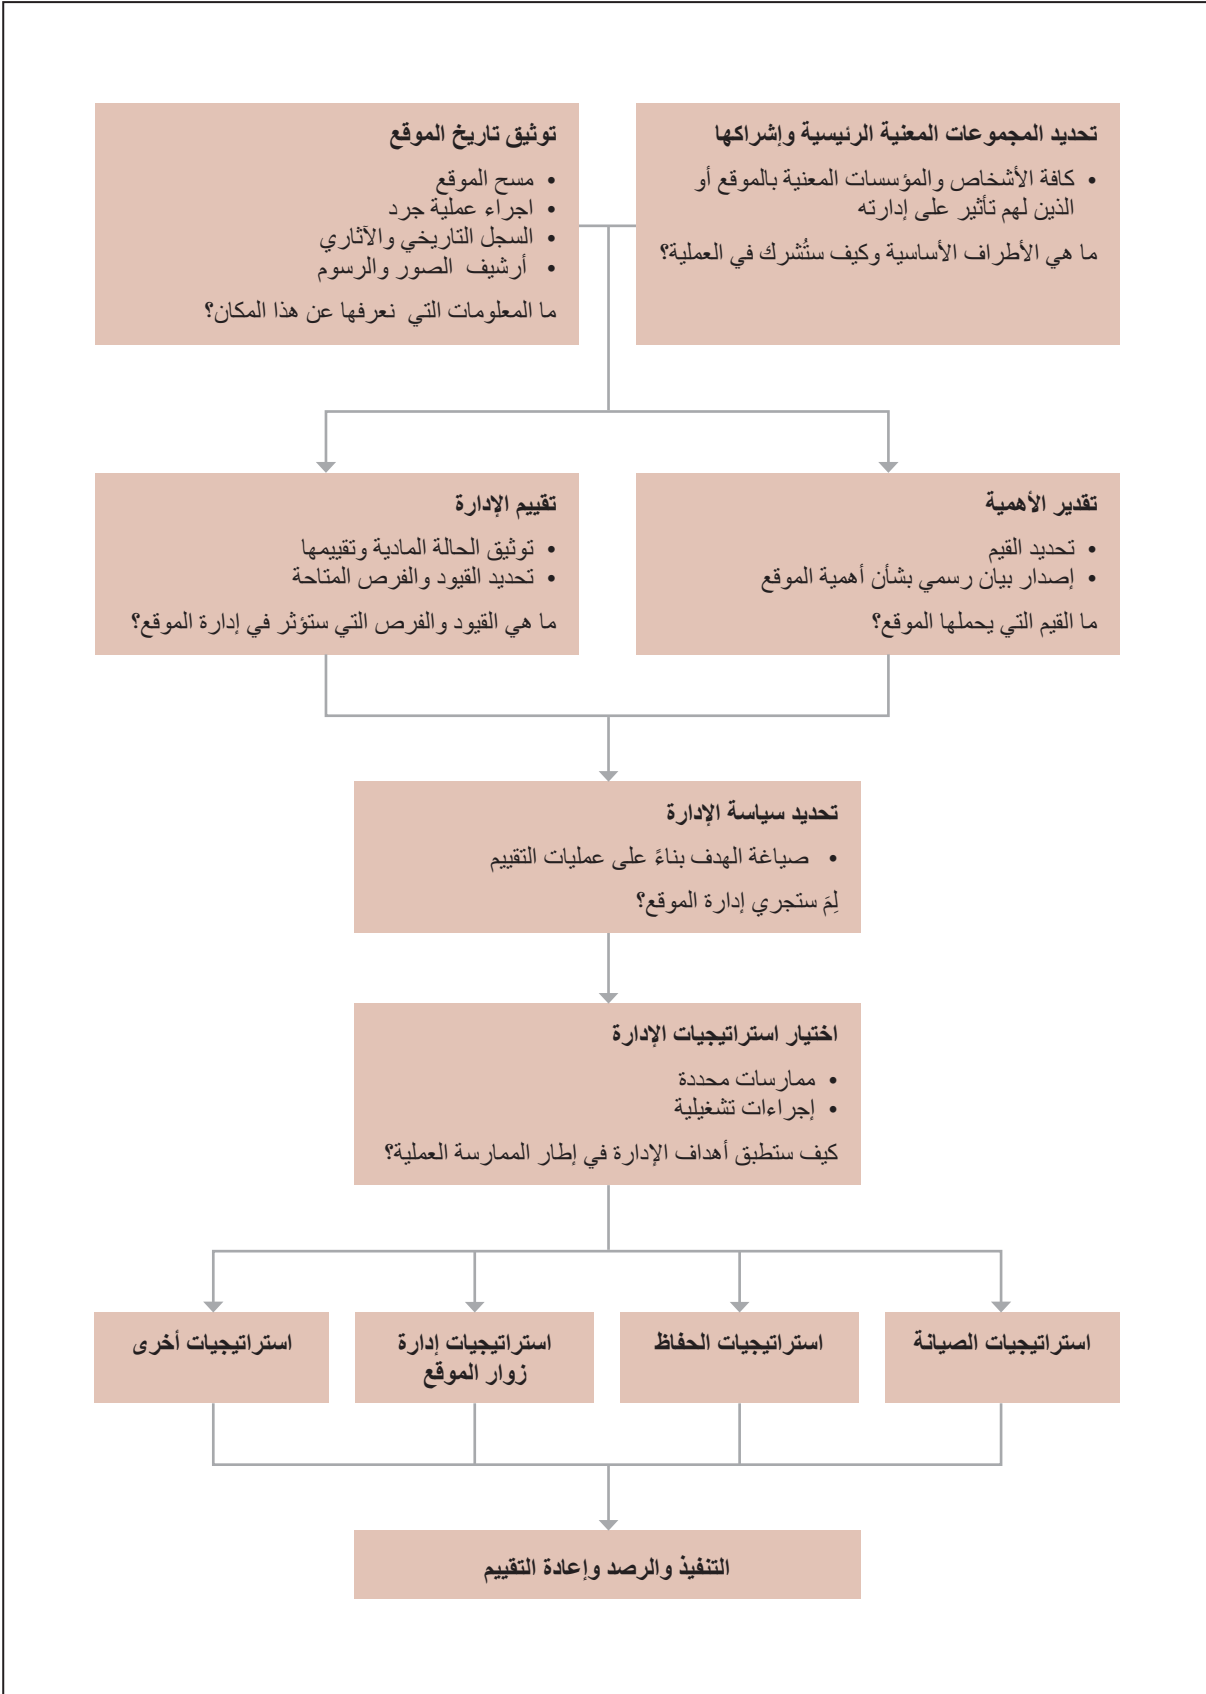 تحديد المجموعات المعنية الرئيسية وإشراكها
• كافة الأشخاص والمؤسسات المعنية بالموقع أو
الذين لهم تأثير على إدارته
ما هي الأطراف الأساسية وكيف ستُشرك في العملية؟
توثيق تاريخ الموقع
• مسح الموقع
• اجراء عملية جرد
• السجل التاريخي والآثاري
• أرشيف الصور والرسوم
ما المعلومات التي نعرفها عن هذا المكان؟
تقدير الأهمية
• تحديد القيم
• إصدار بيان رسمي بشأن أهمية الموقع
ما القيم التي يحملها الموقع؟
تقييم الإدارة
• توثيق الحالة المادية وتقييمها
• تحديد القيود والفرص المتاحة
ما هي القيود والفرص التي ستؤثر في إدارة الموقع؟
تحديد سياسة الإدارة
• صياغة الهدف بناءً على عمليات التقييم
لِمَ ستجري إدارة الموقع؟
اختيار استراتيجيات الإدارة
• ممارسات محددة
• إجراءات تشغيلية
كيف ستطبق أهداف الإدارة في إطار الممارسة العملية؟
استراتيجيات الصيانة
استراتيجيات الحفاظ
استراتيجيات إدارة
زوار الموقع
استراتيجيات أخرى
التنفيذ والرصد وإعادة التقييم